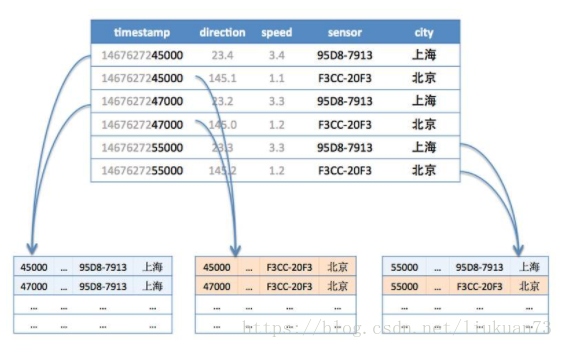 timestamp direction speed sensor city
1467627245000 23.4 3.4 95D8-7913 上海
1467627245000 145.1 1.1 F3CC-20F3 北京
1467627247000 23.2 3.3 95D8-7913 上海
1467627247000 145.0 1.2 F3CC-20F3 北京
1467627255000 23.3 3.3 95D8-7913 上海
1467627255000 145.2 1.2 F3CC-20F3 北京
45000 ... 95D8-7913 上海
47000 ... 95D8-7913 上海
... ... ... ...
... ... ... ...
45000 ... F3CC-20F3 北京
47000 ... F3CC-20F3 北京
... ... ... ...
... ... ... ...
55000 ... 95D8-7913 上海
55000 ... F3CC-20F3 北京
... ... ... ...
... ... ... ...
https://blog.csdn.net/liukuan73